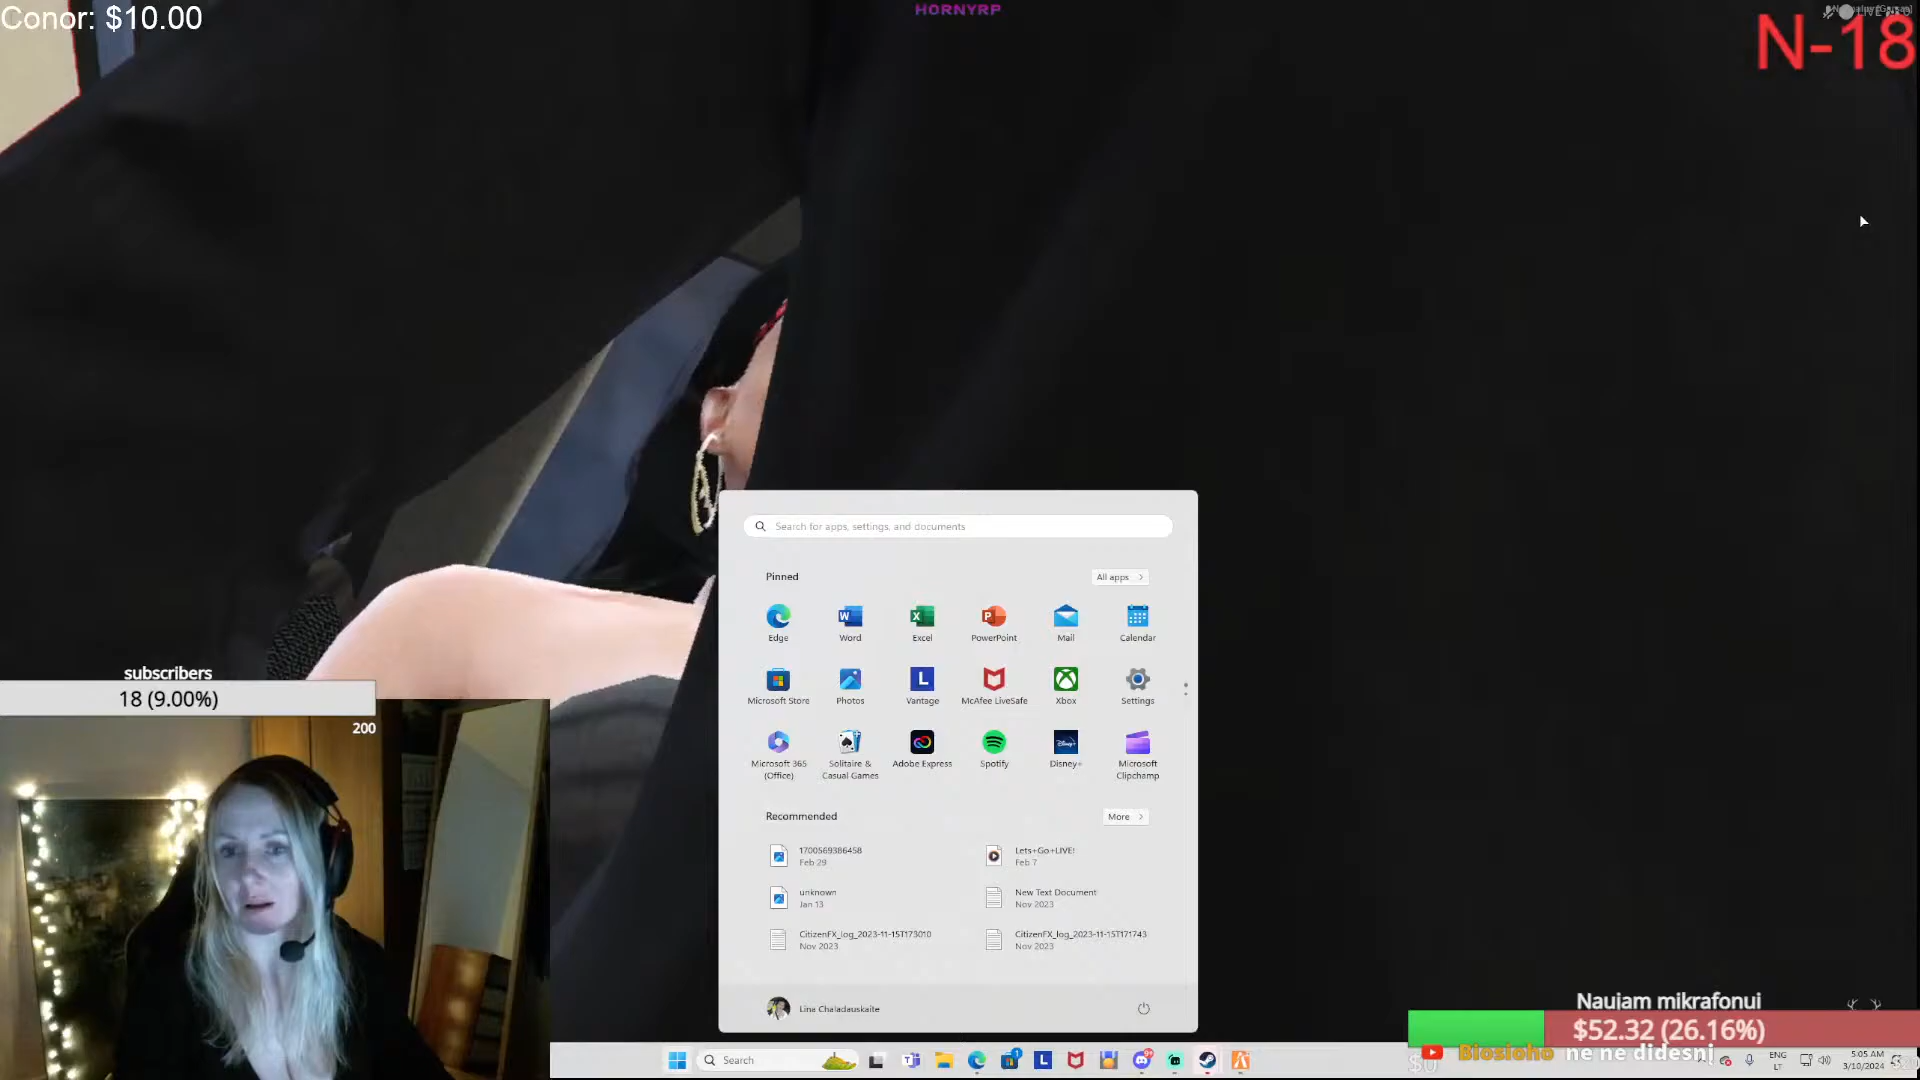 Conor: $10.00
HORNYRP
N-18
Search for apps, settings, and documents
Pinned
All apps
Edge
Word
Excel
PowerPoint
Mail
Calendar
Microsoft Store
Photos
Vantage
McAfee LiveSafe
Xbox
Settings
Microsoft 365
(Office)
Solitaire &
Casual Games
Adobe Express
Spotify
Disney+
Microsoft
Clipchamp
Recommended
More
1700569386458
Feb 29
Lets+Go+LIVE!
Feb 7
unknown
Jan 13
New Text Document
Nov 2023
CitizenFX_log_2023-11-15T173010
Nov 2023
CitizenFX_log_2023-11-15T171743
Nov 2023
Lina Chaladauskaite
subscribers
18 (9.00%)
200
Naujam mikrafonui
$52.32 (26.16%)
$0
Biosioho ne ne didesnj
Search
ENG
LT
5:05 AM
3/10/2024